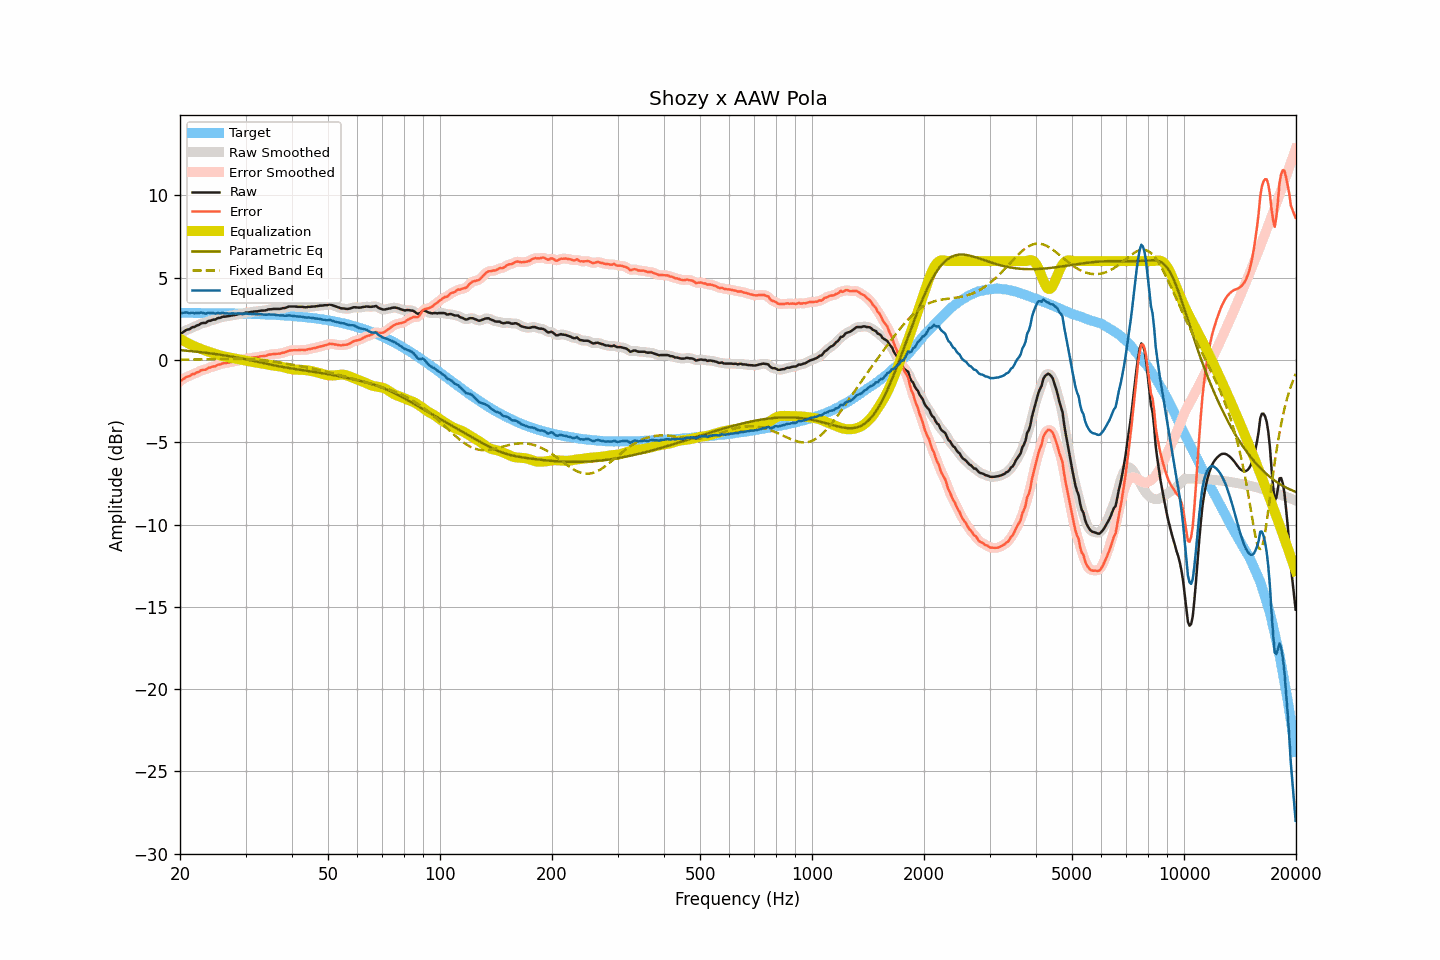 Shozy x AAW Pola
Target
Raw Smoothed
Error Smoothed
Raw
Error
Equalization
Parametric Eq
Fixed Band Eq
Equalized
Amplitude (dBr)
10
5
0
−5
−10
−15
−20
−25
−30
20 50 100 200 500 1000 2000 5000 10000 20000
Frequency (Hz)